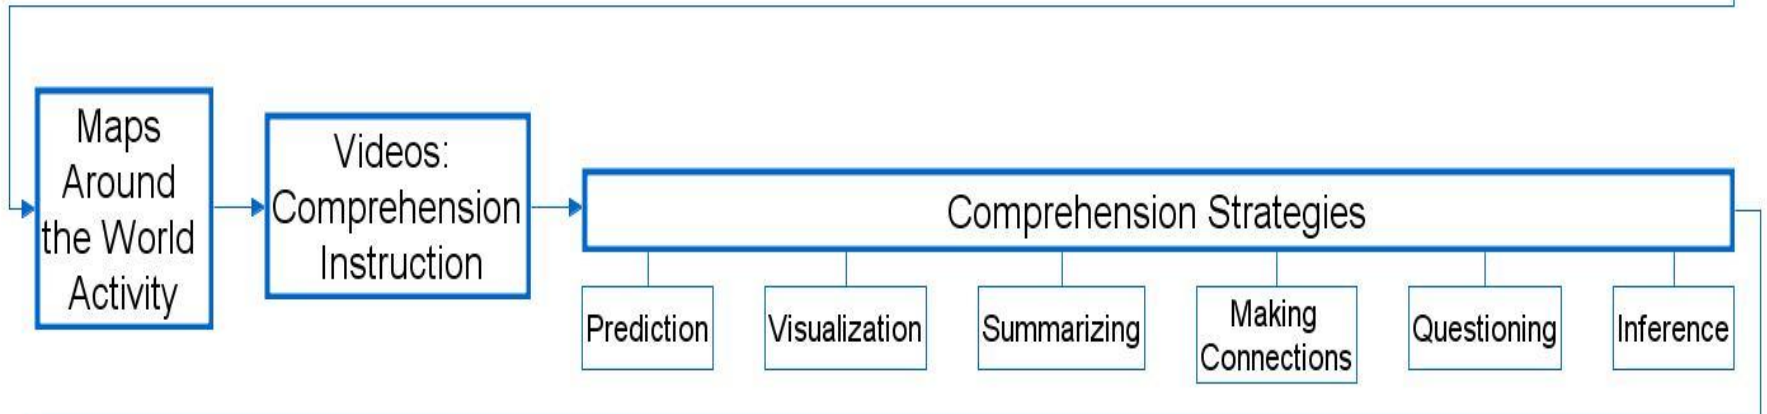 Maps
Around
the World
Activity
Videos:
Comprehension
Instruction
Comprehension Strategies
Prediction
Visualization
Summarizing
Making
Connections
Questioning
Inference